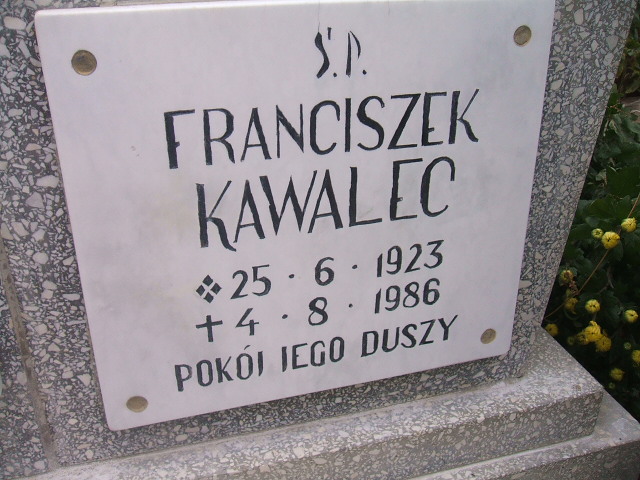 Ś.P.
FRANCISZEK
KAWALEC
❖ 25 · 6 · 1923
+ 4 · 8 · 1986
POKÓJ JEGO DUSZY